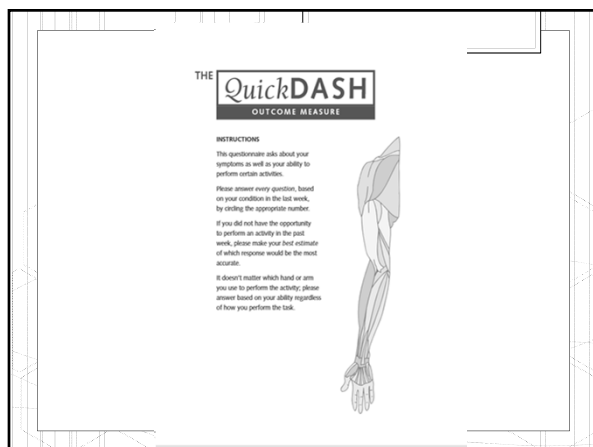 THE
QuickDASH
OUTCOME MEASURE
INSTRUCTIONS
This questionnaire asks about your
symptoms as well as your ability to
perform certain activities.
Please answer every question, based
on your condition in the last week,
by circling the appropriate number.
If you did not have the opportunity
to perform an activity in the past
week, please make your best estimate
of which response would be the most
accurate.
It doesn't matter which hand or arm
you use to perform the activity; please
answer based on your ability regardless
of how you perform the task.